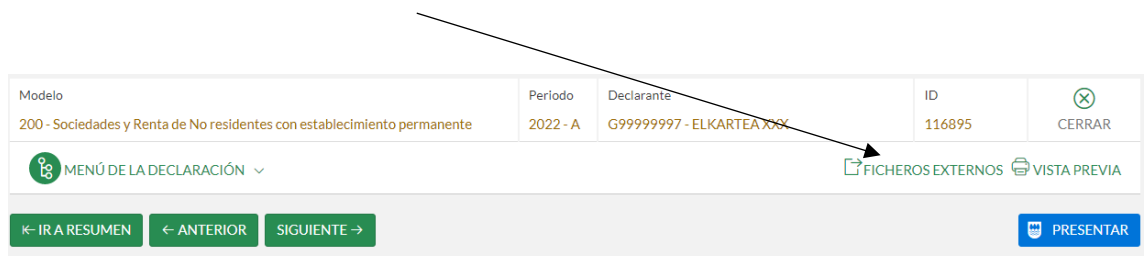 Modelo Periodo Declarante ID
200 - Sociedades y Renta de No residentes con establecimiento permanente 2022 - A G99999997 - ELKARTEA XXX 116895 CERRAR
MENÚ DE LA DECLARACIÓN FICHEROS EXTERNOS VISTA PREVIA
IR A RESUMEN ANTERIOR SIGUIENTE PRESENTAR